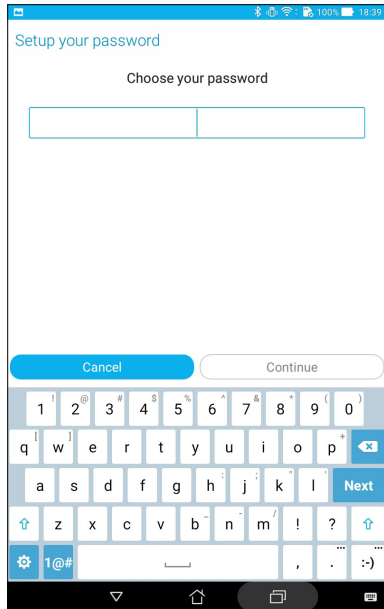 100% 18:39
Setup your password
Choose your password
Cancel Continue
! @ # $ % ^ & * ( )
1 2 3 4 5 6 7 8 9 0
[ ] +
q w e r t y u i o p
: ; " '
a s d f g h j k l Next
_ - /
z x c v b n m ! ?
1@# , . :-)